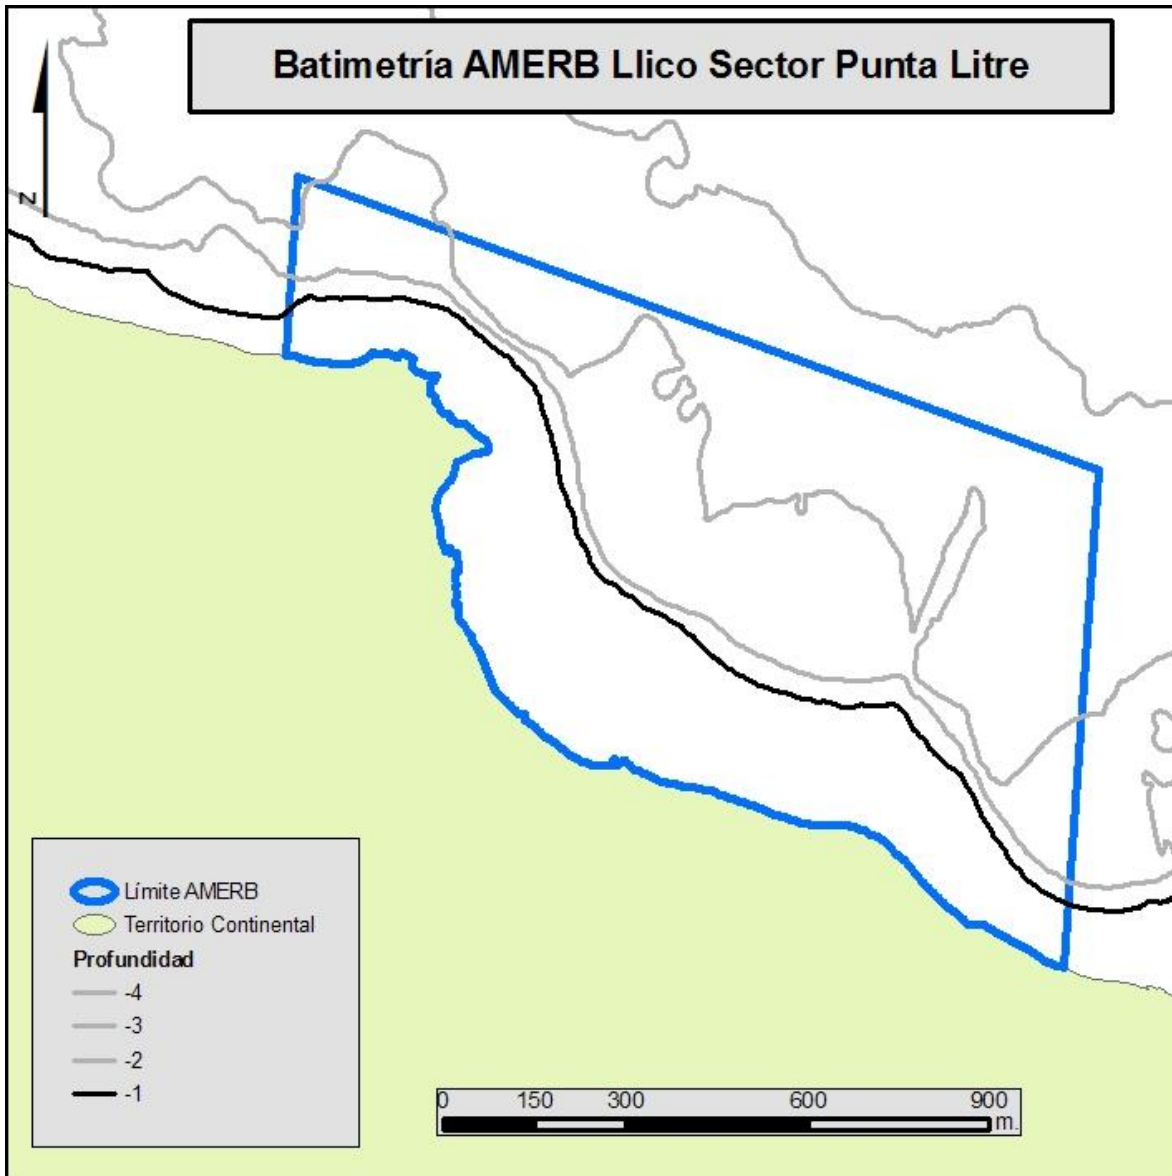 Batimetría AMERB Llico Sector Punta Litre
N
Límite AMERB
Territorio Continental
Profundidad
-4
-3
-2
-1
0 150 300 600 900
m.